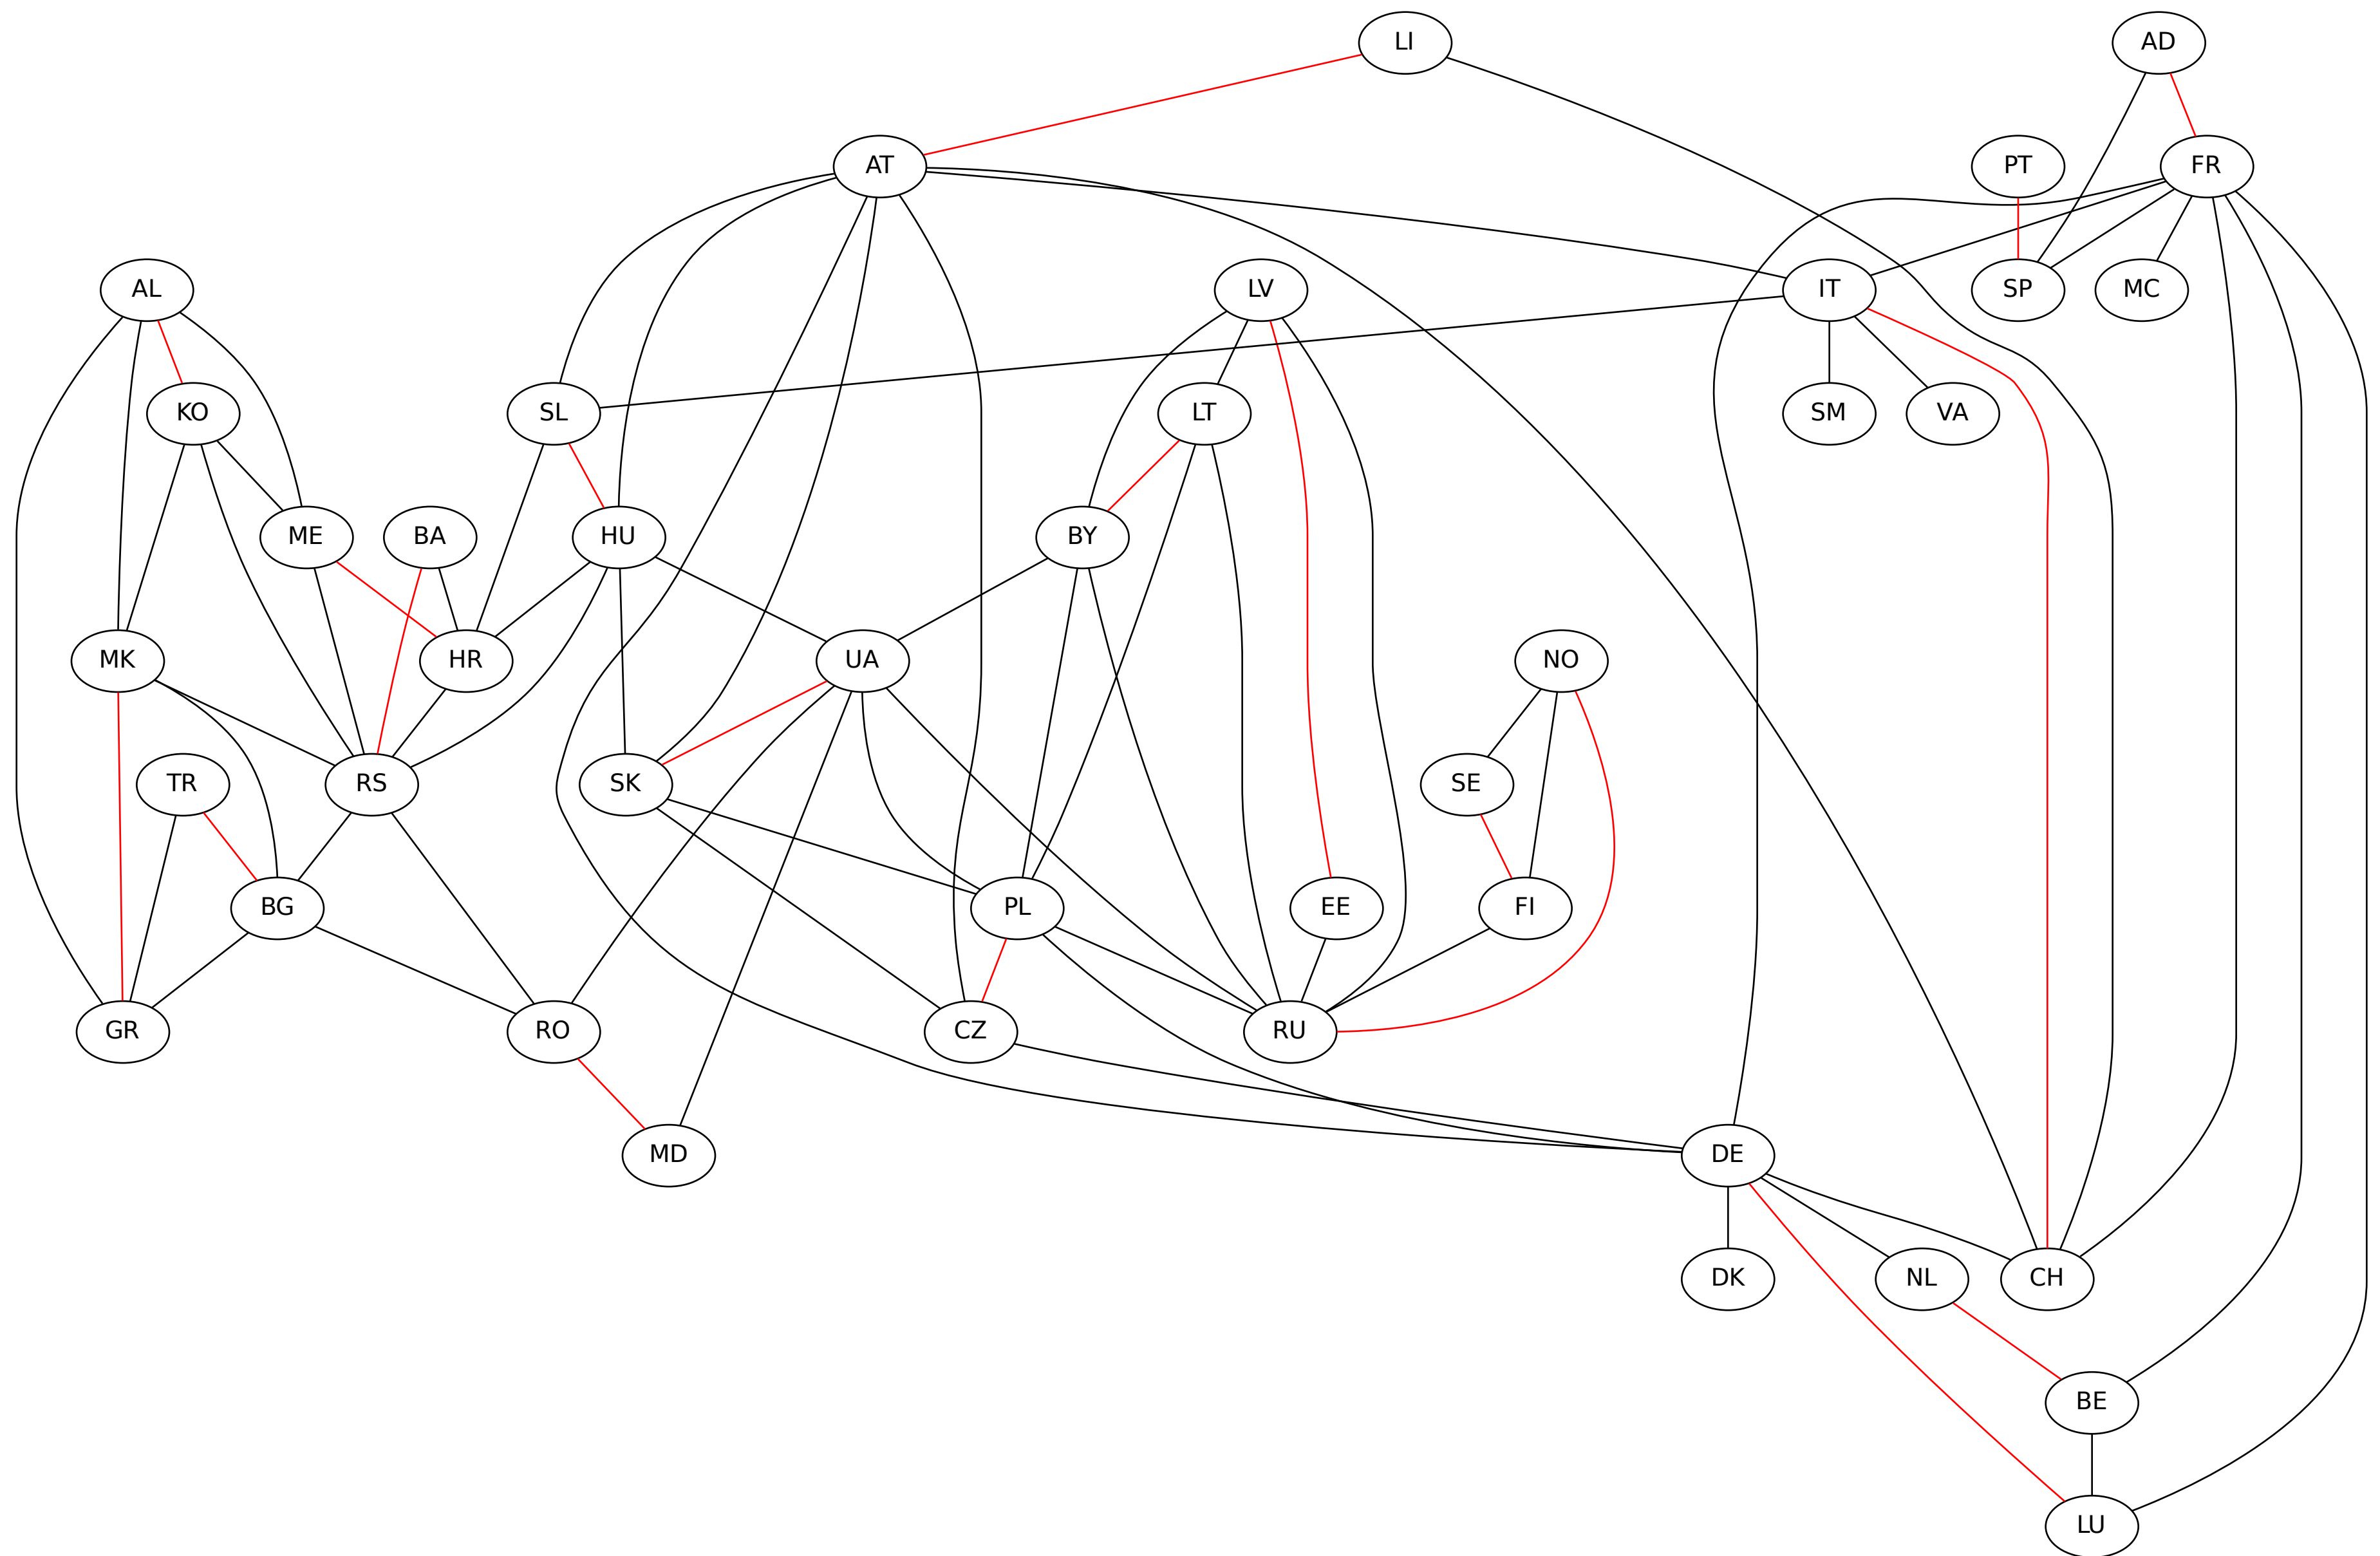 LI
AD
AT
PT
FR
AL
LV
IT
SP
MC
KO
SL
LT
SM
VA
ME
BA
HU
BY
MK
HR
UA
NO
TR
RS
SK
SE
BG
PL
EE
FI
GR
RO
CZ
RU
MD
DE
DK
NL
CH
BE
LU